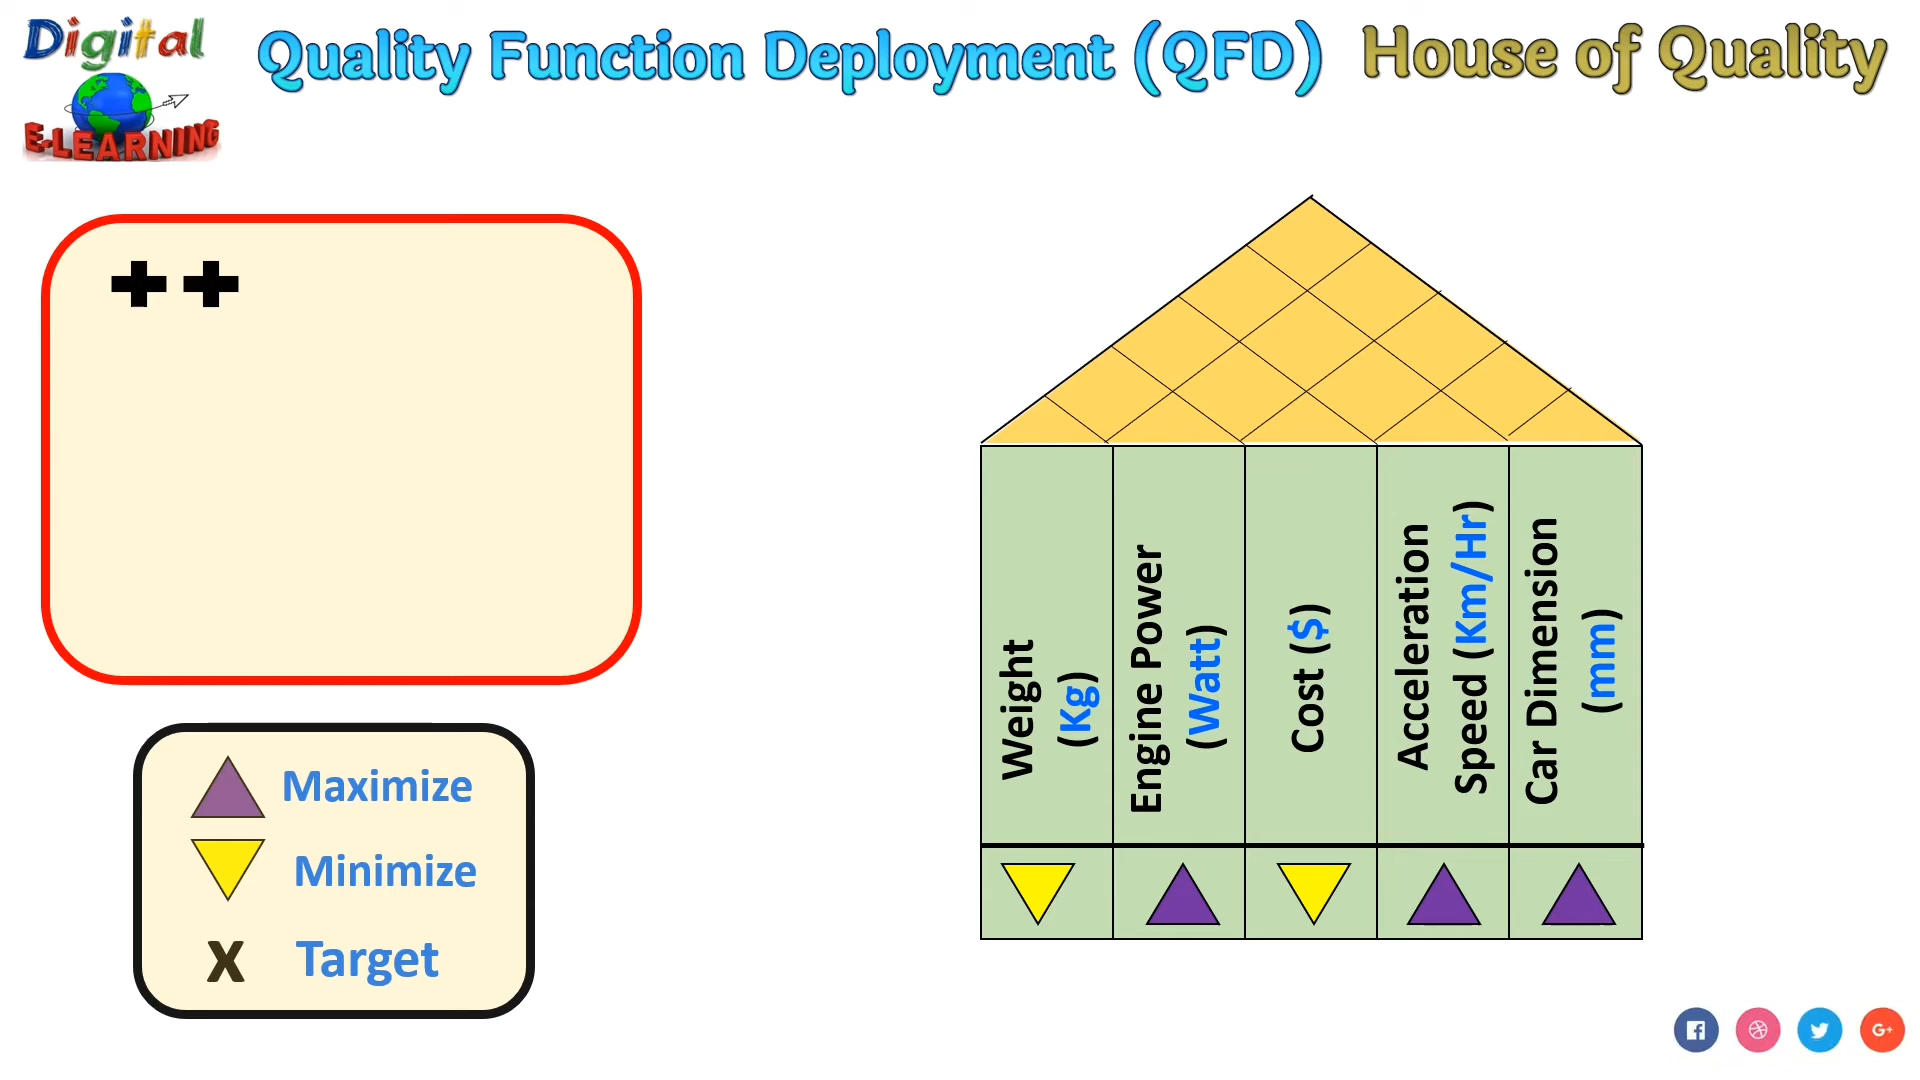 Digital
E-LEARNING
Quality Function Deployment (QFD) House of Quality
++
Maximize
Minimize
X Target
Weight
(Kg)
Engine Power
(Watt)
Cost ($)
Acceleration
Speed (Km/Hr)
Car Dimension
(mm)
G+